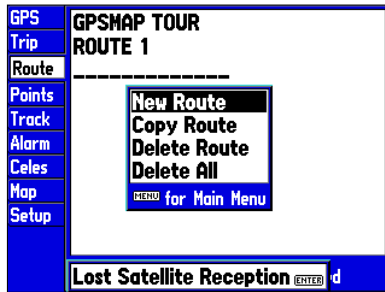 GPS
Trip
Route
Points
Track
Alarm
Celes
Map
Setup
GPSMAP TOUR
ROUTE 1
______________
New Route
Copy Route
Delete Route
Delete All
MENU for Main Menu
Lost Satellite Reception ENTER